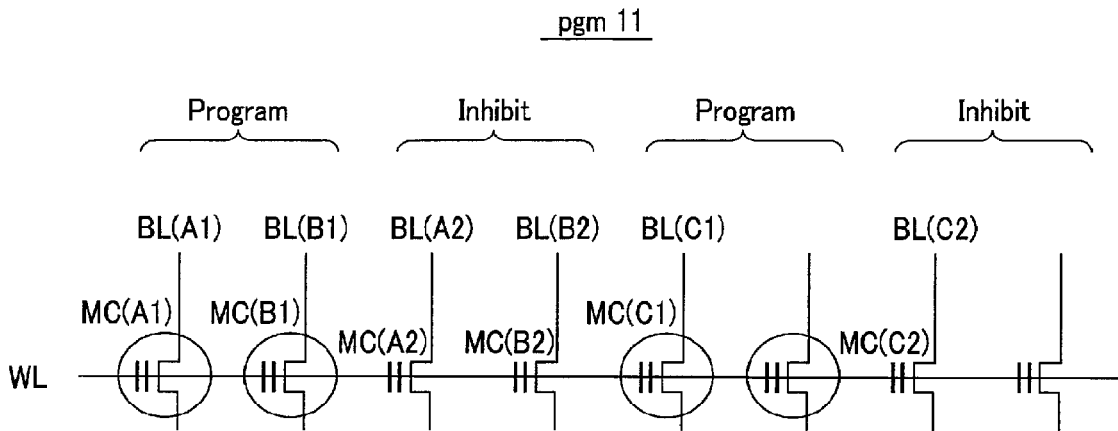 pgm 11
Program Inhibit Program Inhibit
BL(A1) BL(B1) BL(A2) BL(B2) BL(C1) BL(C2)
MC(A1) MC(B1) MC(C1)
MC(A2) MC(B2) MC(C2)
WL